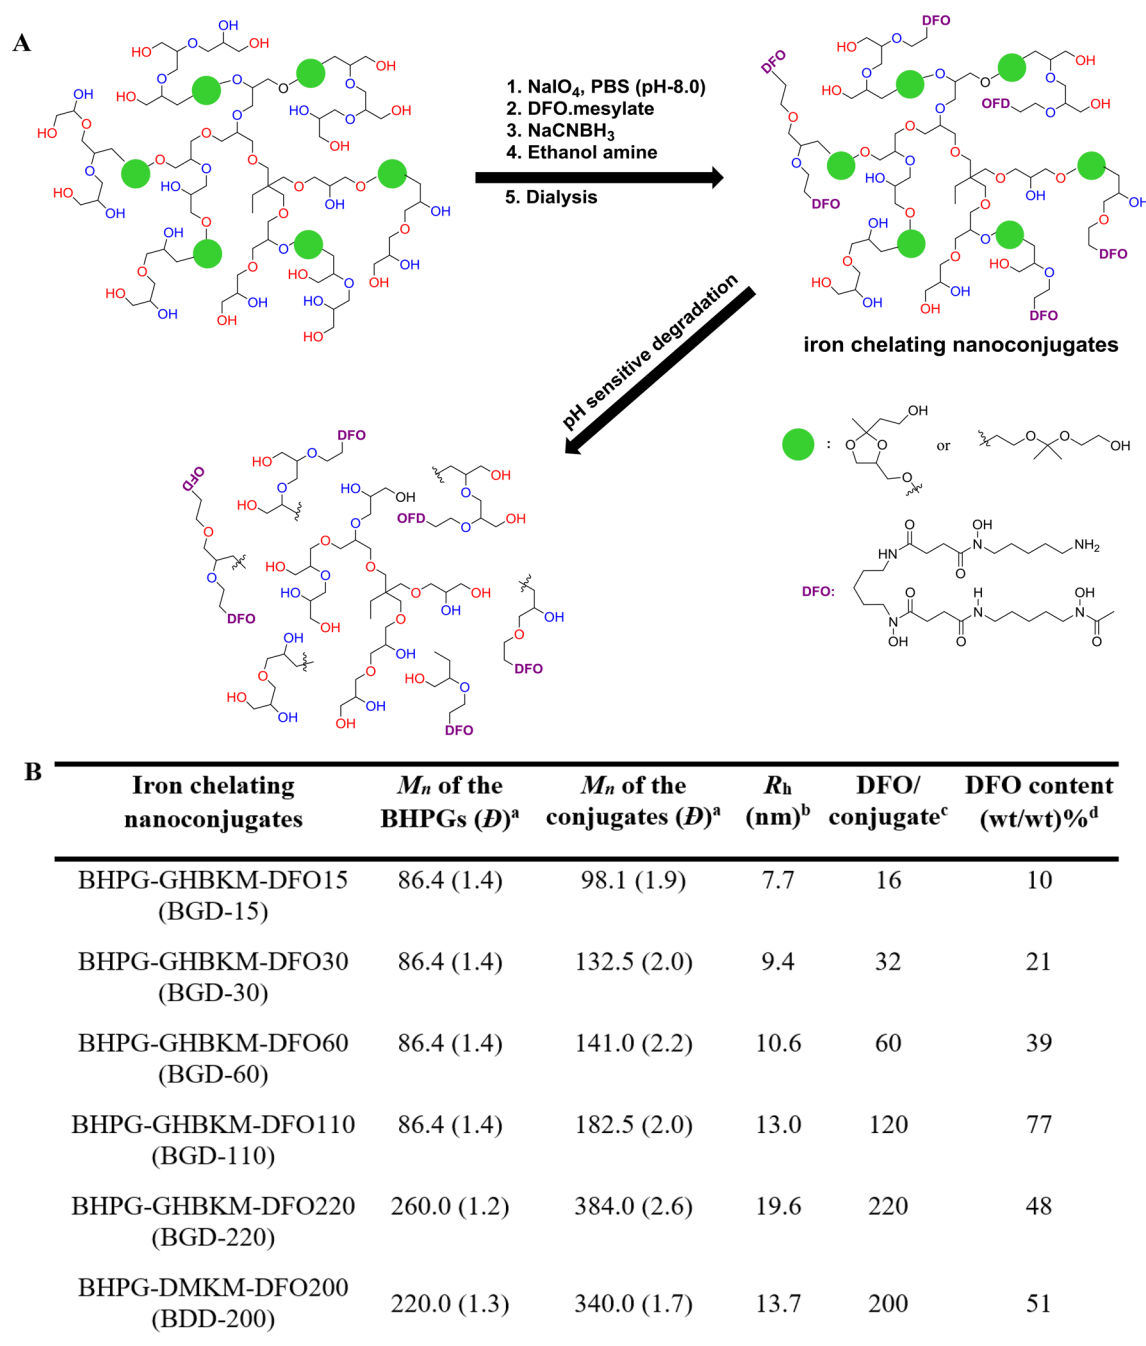 A
1. NaIO4, PBS (pH-8.0)
2. DFO.mesylate
3. NaCNBH3
4. Ethanol amine
5. Dialysis
iron chelating nanoconjugates
pH sensitive degradation
: or
DFO:
B
Iron chelating nanoconjugates Mn of the BHPGs (Đ)a Mn of the conjugates (Đ)a Rh (nm)b DFO/ conjugatec DFO content (wt/wt)%d
BHPG-GHBKM-DFO15 86.4 (1.4) 98.1 (1.9) 7.7 16 10
(BGD-15)
BHPG-GHBKM-DFO30 86.4 (1.4) 132.5 (2.0) 9.4 32 21
(BGD-30)
BHPG-GHBKM-DFO60 86.4 (1.4) 141.0 (2.2) 10.6 60 39
(BGD-60)
BHPG-GHBKM-DFO110 86.4 (1.4) 182.5 (2.0) 13.0 120 77
(BGD-110)
BHPG-GHBKM-DFO220 260.0 (1.2) 384.0 (2.6) 19.6 220 48
(BGD-220)
BHPG-DMKM-DFO200 220.0 (1.3) 340.0 (1.7) 13.7 200 51
(BDD-200)